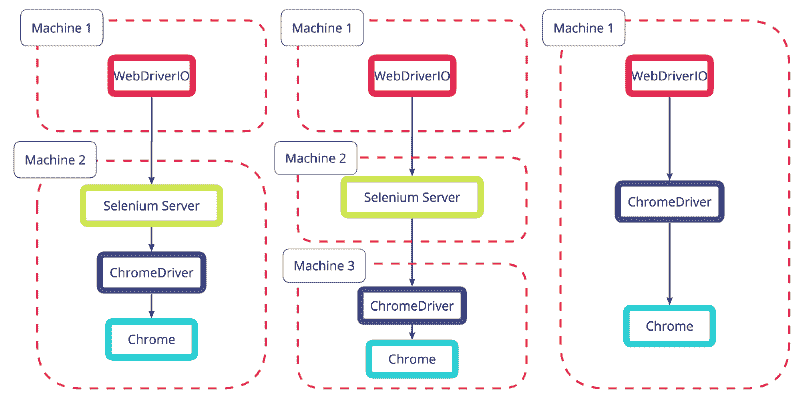 Machine 1
WebDriverIO
Machine 2
Selenium Server
ChromeDriver
Chrome
Machine 1
WebDriverIO
Machine 2
Selenium Server
Machine 3
ChromeDriver
Chrome
Machine 1
WebDriverIO
ChromeDriver
Chrome